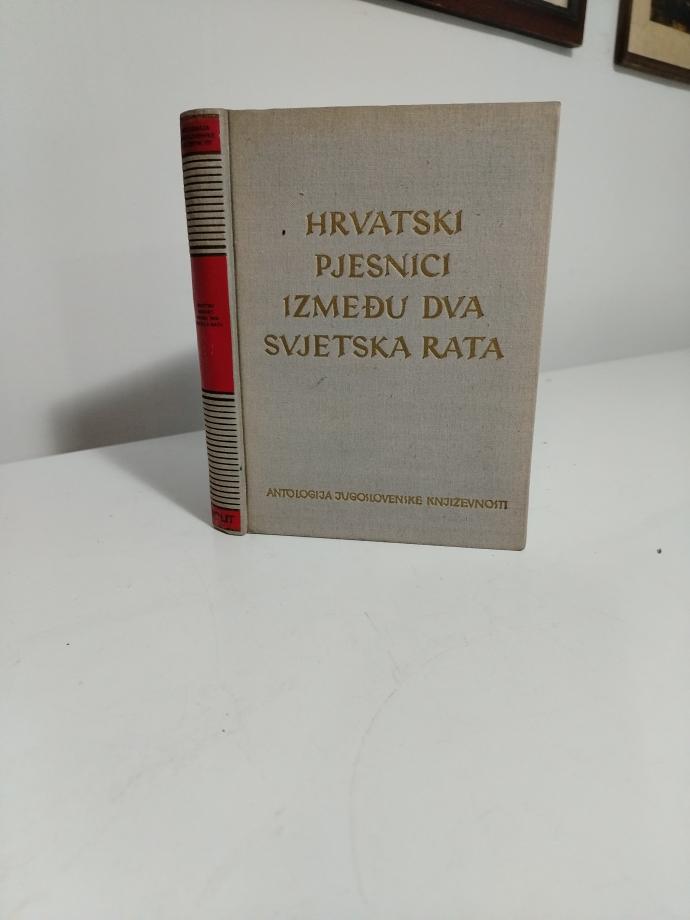 HRVATSKI
PJESNICI
IZMEĐU DVA
SVJETSKA RATA
ANTOLOGIJA JUGOSLOVENSKE KNJIŽEVNOSTI